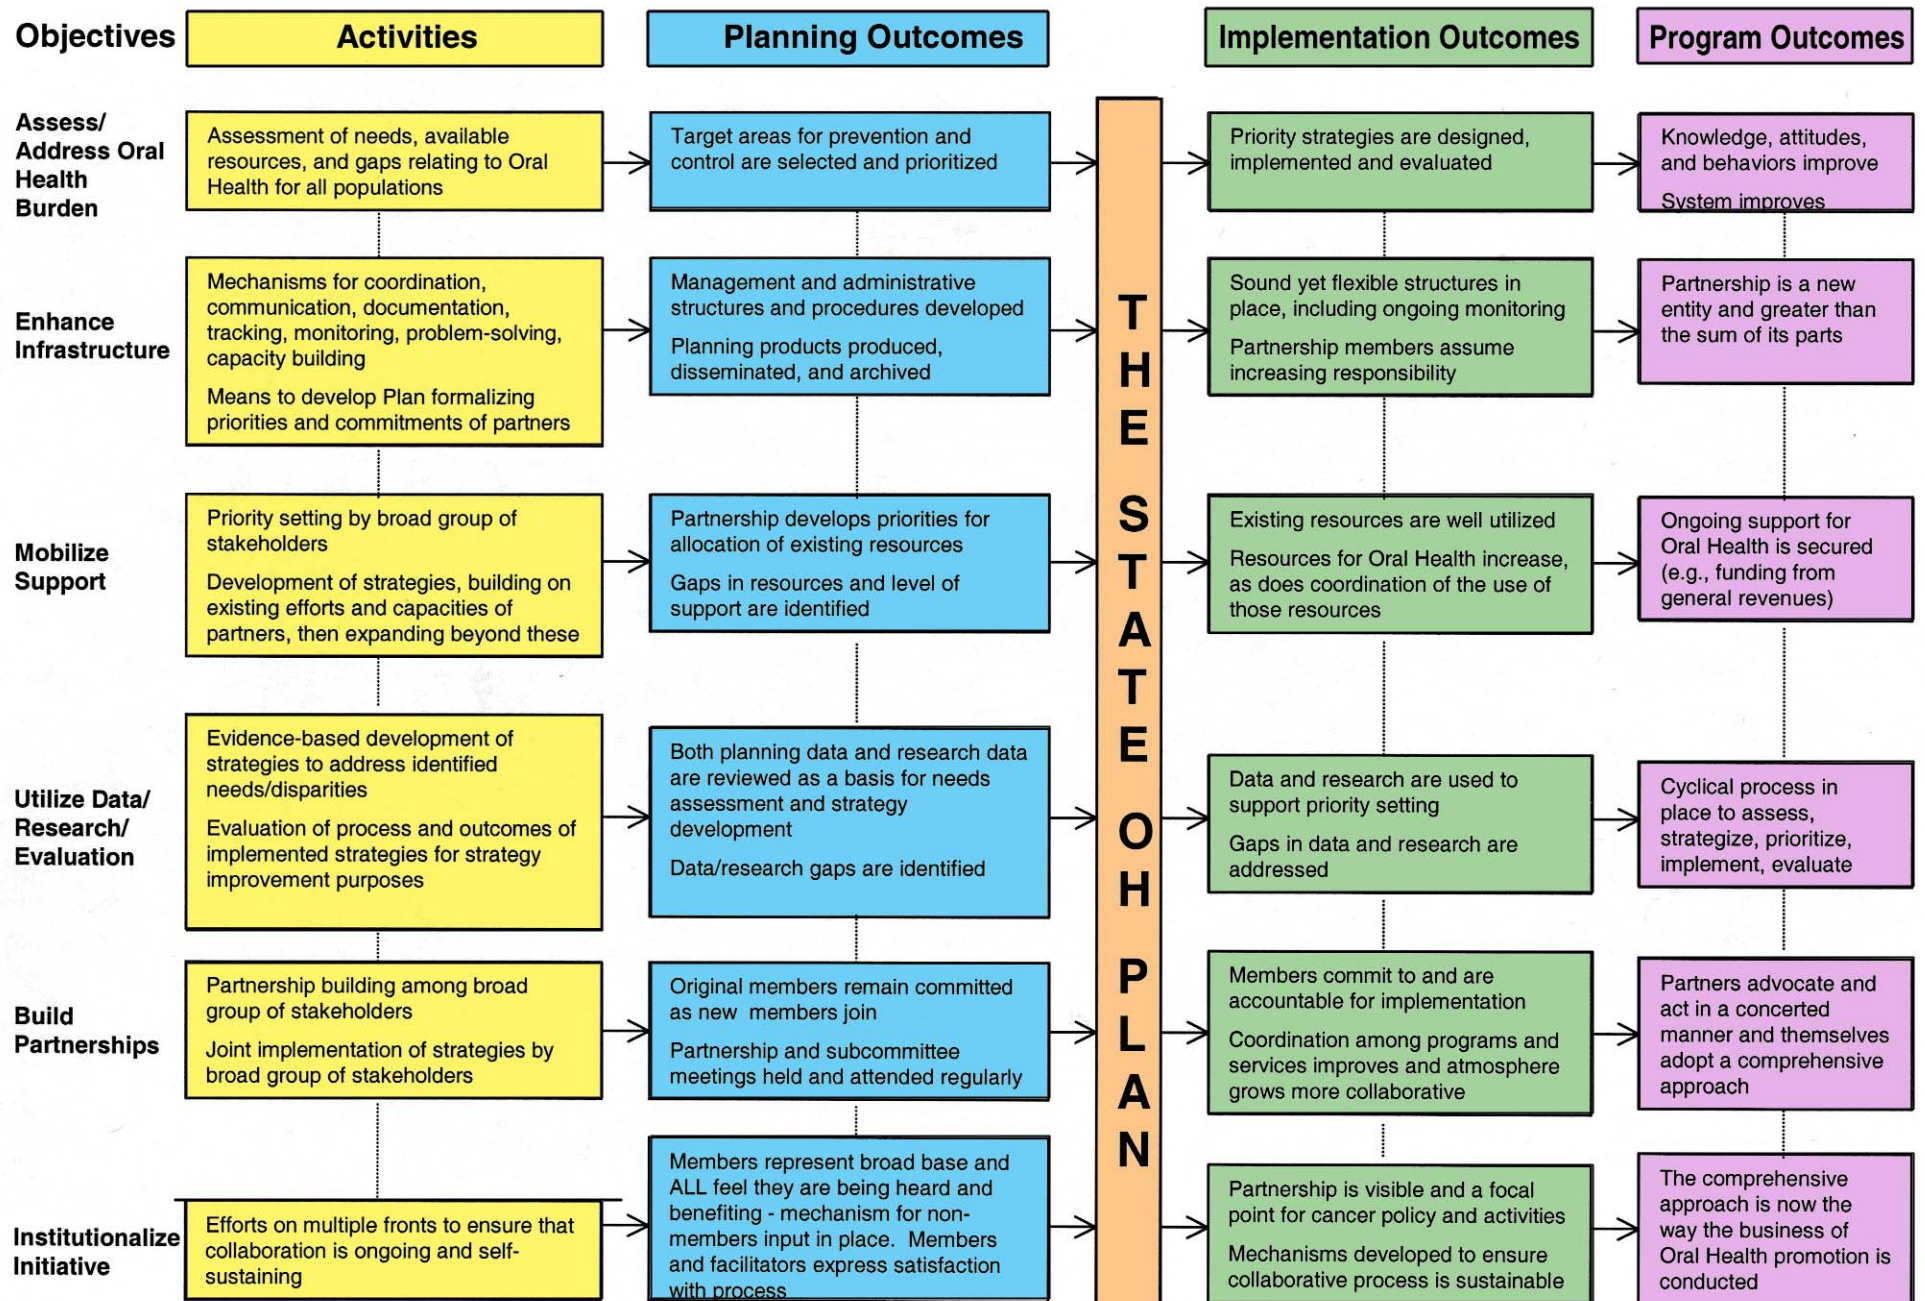 Objectives
Activities
Planning Outcomes
Implementation Outcomes
Program Outcomes
Assess/
Address Oral
Health
Burden
Assessment of needs, available
resources, and gaps relating to Oral
Health for all populations
Target areas for prevention and
control are selected and prioritized
Priority strategies are designed,
implemented and evaluated
Knowledge, attitudes,
and behaviors improve
System improves
Enhance
Infrastructure
Mechanisms for coordination,
communication, documentation,
tracking, monitoring, problem-solving,
capacity building
Means to develop Plan formalizing
priorities and commitments of partners
Management and administrative
structures and procedures developed
Planning products produced,
disseminated, and archived
Sound yet flexible structures in
place, including ongoing monitoring
Partnership members assume
increasing responsibility
Partnership is a new
entity and greater than
the sum of its parts
Mobilize
Support
Priority setting by broad group of
stakeholders
Development of strategies, building on
existing efforts and capacities of
partners, then expanding beyond these
Partnership develops priorities for
allocation of existing resources
Gaps in resources and level of
support are identified
Existing resources are well utilized
Resources for Oral Health increase,
as does coordination of the use of
those resources
Ongoing support for
Oral Health is secured
(e.g., funding from
general revenues)
Utilize Data/
Research/
Evaluation
Evidence-based development of
strategies to address identified
needs/disparities
Evaluation of process and outcomes of
implemented strategies for strategy
improvement purposes
Both planning data and research data
are reviewed as a basis for needs
assessment and strategy
development
Data/research gaps are identified
Data and research are used to
support priority setting
Gaps in data and research are
addressed
Cyclical process in
place to assess,
strategize, prioritize,
implement, evaluate
Build
Partnerships
Partnership building among broad
group of stakeholders
Joint implementation of strategies by
broad group of stakeholders
Original members remain committed
as new members join
Partnership and subcommittee
meetings held and attended regularly
Members commit to and are
accountable for implementation
Coordination among programs and
services improves and atmosphere
grows more collaborative
Partners advocate and
act in a concerted
manner and themselves
adopt a comprehensive
approach
Institutionalize
Initiative
Efforts on multiple fronts to ensure that
collaboration is ongoing and self-
sustaining
Members represent broad base and
ALL feel they are being heard and
benefiting - mechanism for non-
members input in place. Members
and facilitators express satisfaction
with process
Partnership is visible and a focal
point for cancer policy and activities
Mechanisms developed to ensure
collaborative process is sustainable
The comprehensive
approach is now the
way the business of
Oral Health promotion is
conducted
THE STATE OH PLAN